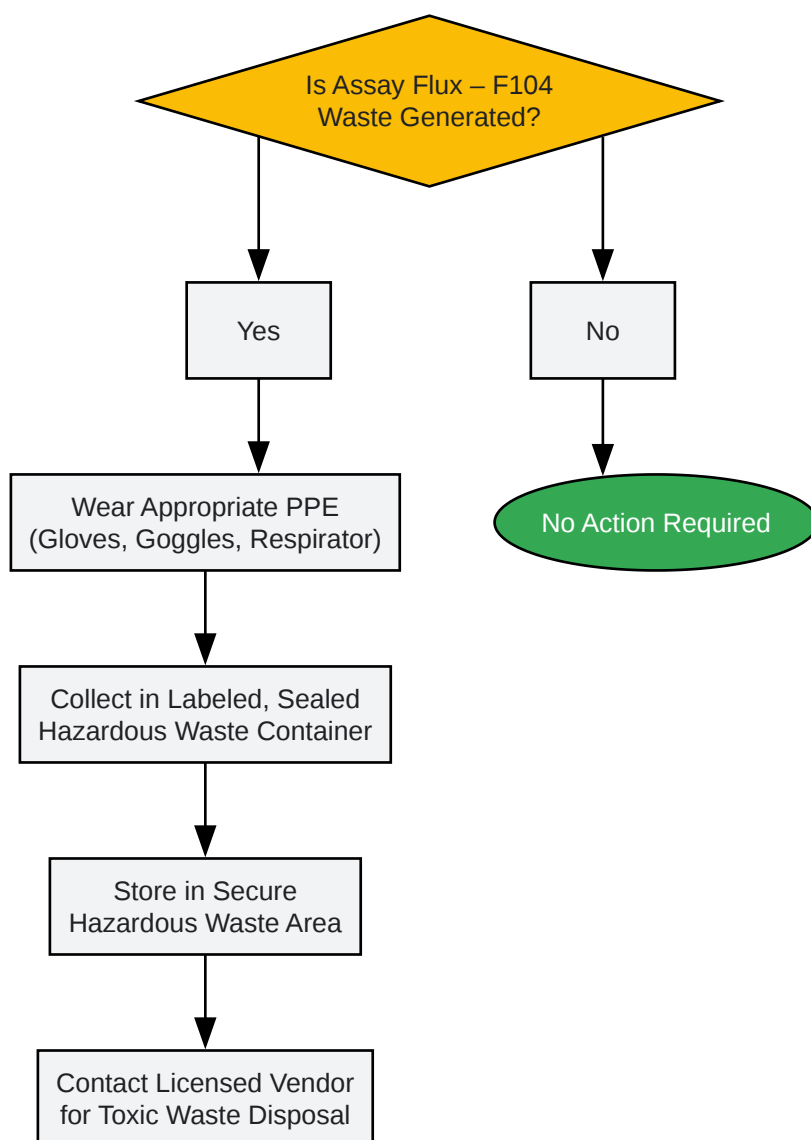 Is Assay Flux – F104
Waste Generated?
Yes
No
Wear Appropriate PPE
(Gloves, Goggles, Respirator)
No Action Required
Collect in Labeled, Sealed
Hazardous Waste Container
Store in Secure
Hazardous Waste Area
Contact Licensed Vendor
for Toxic Waste Disposal